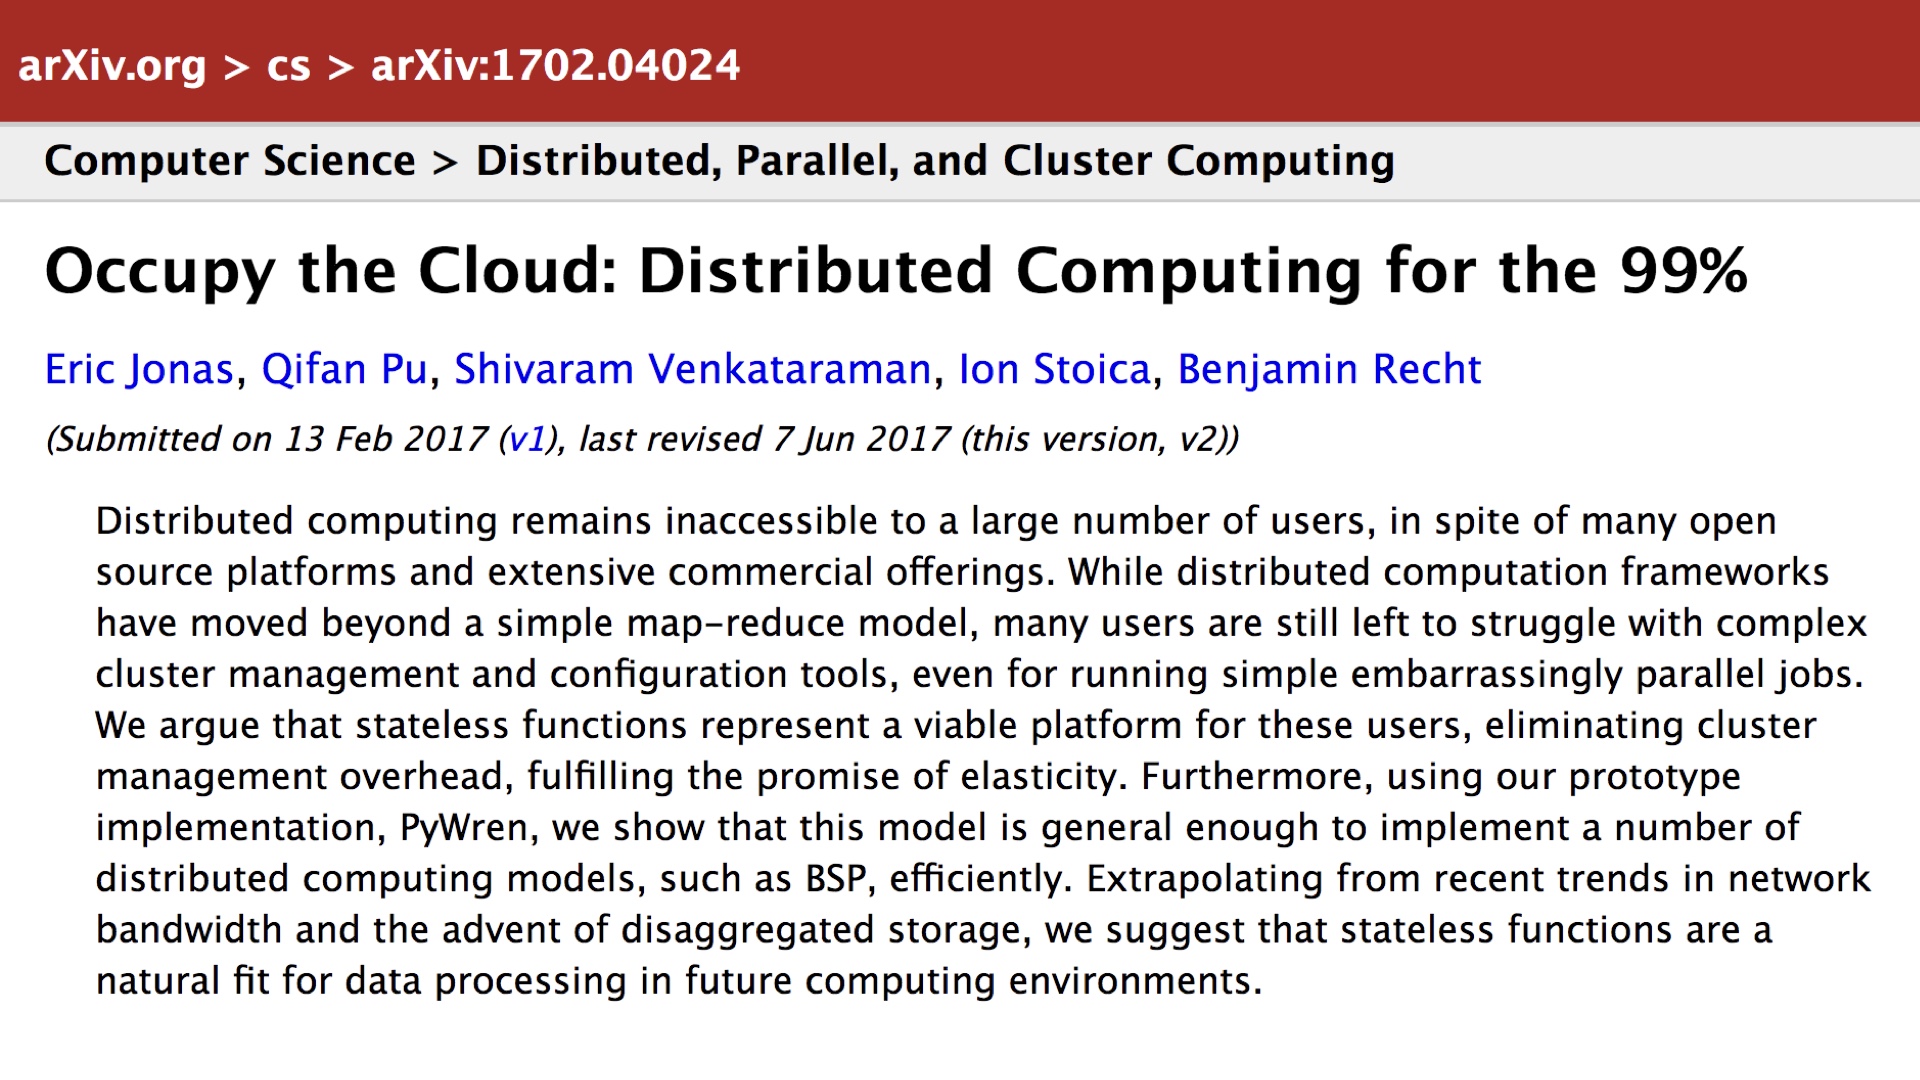 arXiv.org > cs > arXiv:1702.04024
Computer Science > Distributed, Parallel, and Cluster Computing
Occupy the Cloud: Distributed Computing for the 99%
Eric Jonas, Qifan Pu, Shivaram Venkataraman, Ion Stoica, Benjamin Recht
(Submitted on 13 Feb 2017 (v1), last revised 7 Jun 2017 (this version, v2))
Distributed computing remains inaccessible to a large number of users, in spite of many open
source platforms and extensive commercial offerings. While distributed computation frameworks
have moved beyond a simple map-reduce model, many users are still left to struggle with complex
cluster management and configuration tools, even for running simple embarrassingly parallel jobs.
We argue that stateless functions represent a viable platform for these users, eliminating cluster
management overhead, fulfilling the promise of elasticity. Furthermore, using our prototype
implementation, PyWren, we show that this model is general enough to implement a number of
distributed computing models, such as BSP, efficiently. Extrapolating from recent trends in network
bandwidth and the advent of disaggregated storage, we suggest that stateless functions are a
natural fit for data processing in future computing environments.